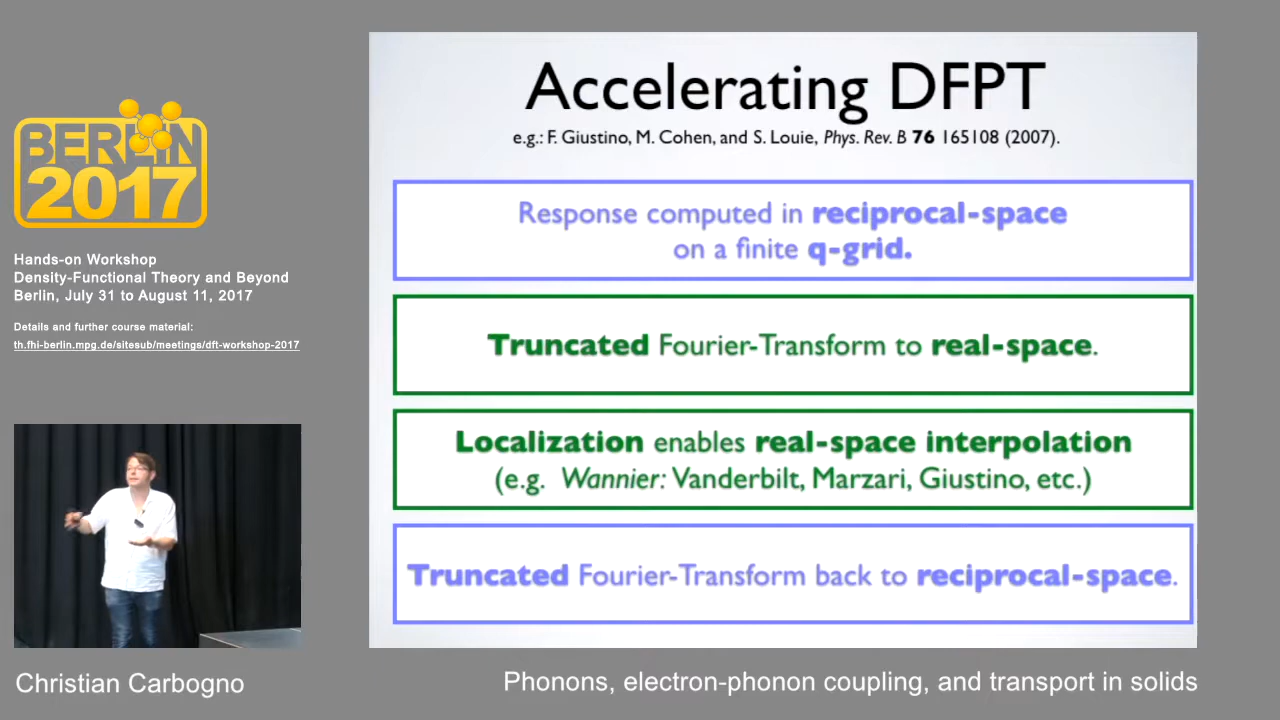 BERLIN
2017
Hands-on Workshop
Density-Functional Theory and Beyond
Berlin, July 31 to August 11, 2017
Details and further course material:
th.fhi-berlin.mpg.de/sitesub/meetings/dft-workshop-2017
Accelerating DFPT
e.g.: F. Giustino, M. Cohen, and S. Louie, Phys. Rev. B 76 165108 (2007).
Response computed in reciprocal-space
on a finite q-grid.
Truncated Fourier-Transform to real-space.
Localization enables real-space interpolation
(e.g. Wannier: Vanderbilt, Marzari, Giustino, etc.)
Truncated Fourier-Transform back to reciprocal-space.
Christian Carbogno
Phonons, electron-phonon coupling, and transport in solids